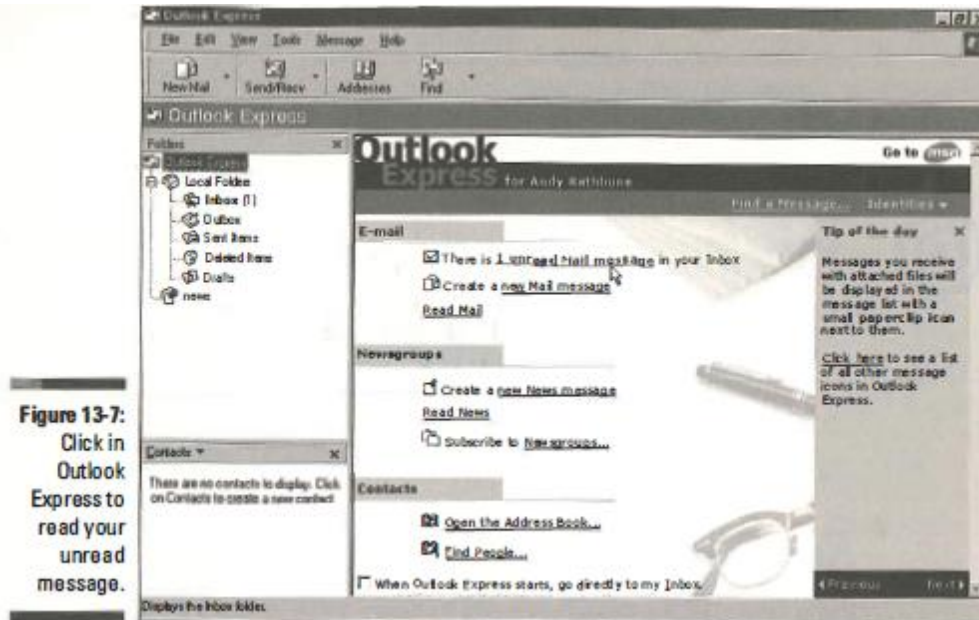 Outlook Express
File Edit View Tools Message Help
New Mail Send/Recv Addresses Find
Outlook Express
Folders
Outlook Express
Local Folders
Inbox (1)
Outbox
Sent Items
Deleted Items
Drafts
news
Contacts
There are no contacts to display. Click
on Contacts to create a new contact
Outlook
Express for Andy Rathbone
Go to msn
Find a Message... Identities
E-mail
There is 1 unread Mail message in your Inbox
Create a new Mail message
Read Mail
Newsgroups
Create a new News message
Read News
Subscribe to Newsgroups...
Contacts
Open the Address Book...
Find People...
When Outlook Express starts, go directly to my Inbox.
Tip of the day
Messages you receive
with attached files will
be displayed in the
message list with a
small paperclip icon
next to them.
Click here to see a list
of all other message
icons in Outlook
Express.
Previous Next
Displays the Inbox folder.
Figure 13-7:
Click in
Outlook
Express to
read your
unread
message.